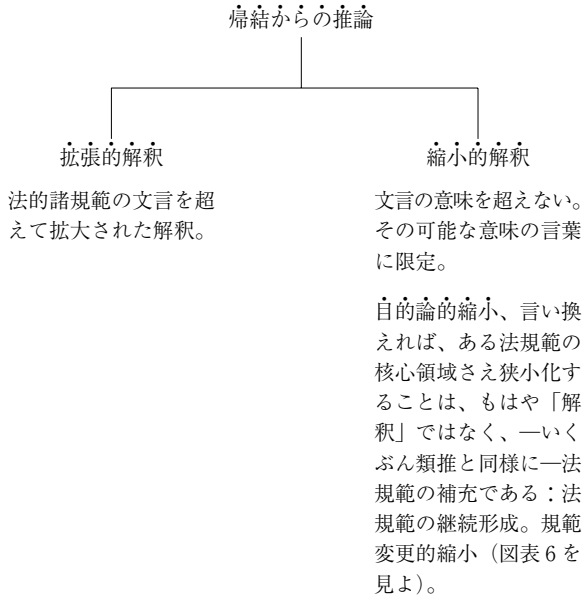 帰結からの推論
拡張的解釈
法的諸規範の文言を超
えて拡大された解釈。
縮小的解釈
文言の意味を超えない。
その可能な意味の言葉
に限定。
目的論的縮小、言い換
えれば、ある法規範の
核心領域さえ狭小化す
ることは、もはや「解
釈」ではなく、―いく
ぶん類推と同様に―法
規範の補充である：法
規範の継続形成。規範
変更的縮小（図表６を
見よ）。